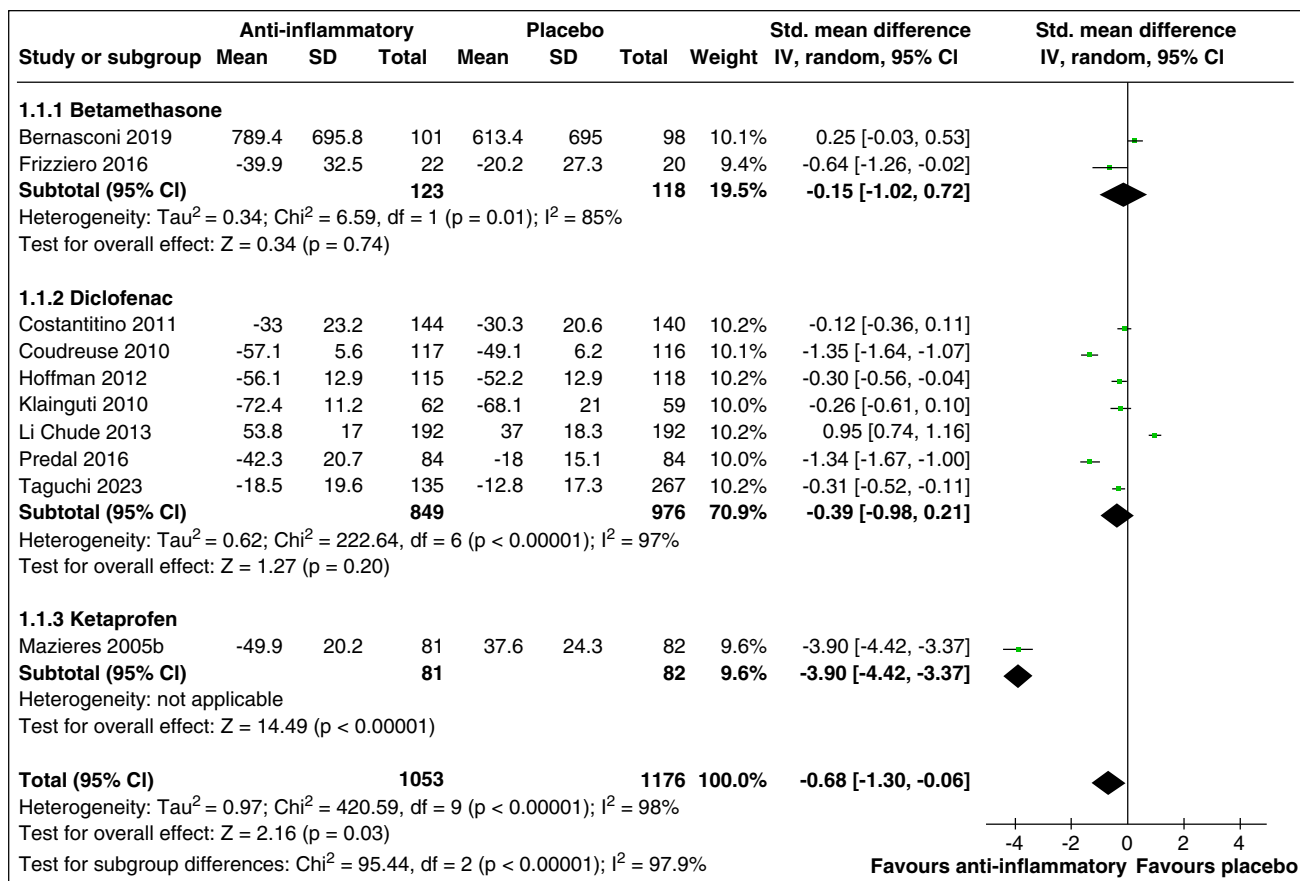 Anti-inflammatory Placebo Std. mean difference Std. mean difference
Study or subgroup Mean SD Total Mean SD Total Weight IV, random, 95% CI IV, random, 95% CI
1.1.1 Betamethasone
Bernasconi 2019 789.4 695.8 101 613.4 695 98 10.1% 0.25 [-0.03, 0.53]
Frizziero 2016 -39.9 32.5 22 -20.2 27.3 20 9.4% -0.64 [-1.26, -0.02]
Subtotal (95% CI) 123 118 19.5% -0.15 [-1.02, 0.72]
Heterogeneity: Tau² = 0.34; Chi² = 6.59, df = 1 (p = 0.01); I² = 85%
Test for overall effect: Z = 0.34 (p = 0.74)
1.1.2 Diclofenac
Costantitino 2011 -33 23.2 144 -30.3 20.6 140 10.2% -0.12 [-0.36, 0.11]
Coudreuse 2010 -57.1 5.6 117 -49.1 6.2 116 10.1% -1.35 [-1.64, -1.07]
Hoffman 2012 -56.1 12.9 115 -52.2 12.9 118 10.2% -0.30 [-0.56, -0.04]
Klainguti 2010 -72.4 11.2 62 -68.1 21 59 10.0% -0.26 [-0.61, 0.10]
Li Chude 2013 53.8 17 192 37 18.3 192 10.2% 0.95 [0.74, 1.16]
Predal 2016 -42.3 20.7 84 -18 15.1 84 10.0% -1.34 [-1.67, -1.00]
Taguchi 2023 -18.5 19.6 135 -12.8 17.3 267 10.2% -0.31 [-0.52, -0.11]
Subtotal (95% CI) 849 976 70.9% -0.39 [-0.98, 0.21]
Heterogeneity: Tau² = 0.62; Chi² = 222.64, df = 6 (p < 0.00001); I² = 97%
Test for overall effect: Z = 1.27 (p = 0.20)
1.1.3 Ketaprofen
Mazieres 2005b -49.9 20.2 81 37.6 24.3 82 9.6% -3.90 [-4.42, -3.37]
Subtotal (95% CI) 81 82 9.6% -3.90 [-4.42, -3.37]
Heterogeneity: not applicable
Test for overall effect: Z = 14.49 (p < 0.00001)
Total (95% CI) 1053 1176 100.0% -0.68 [-1.30, -0.06]
Heterogeneity: Tau² = 0.97; Chi² = 420.59, df = 9 (p < 0.00001); I² = 98%
Test for overall effect: Z = 2.16 (p = 0.03)
Test for subgroup differences: Chi² = 95.44, df = 2 (p < 0.00001); I² = 97.9%
-4 -2 0 2 4
Favours anti-inflammatory Favours placebo